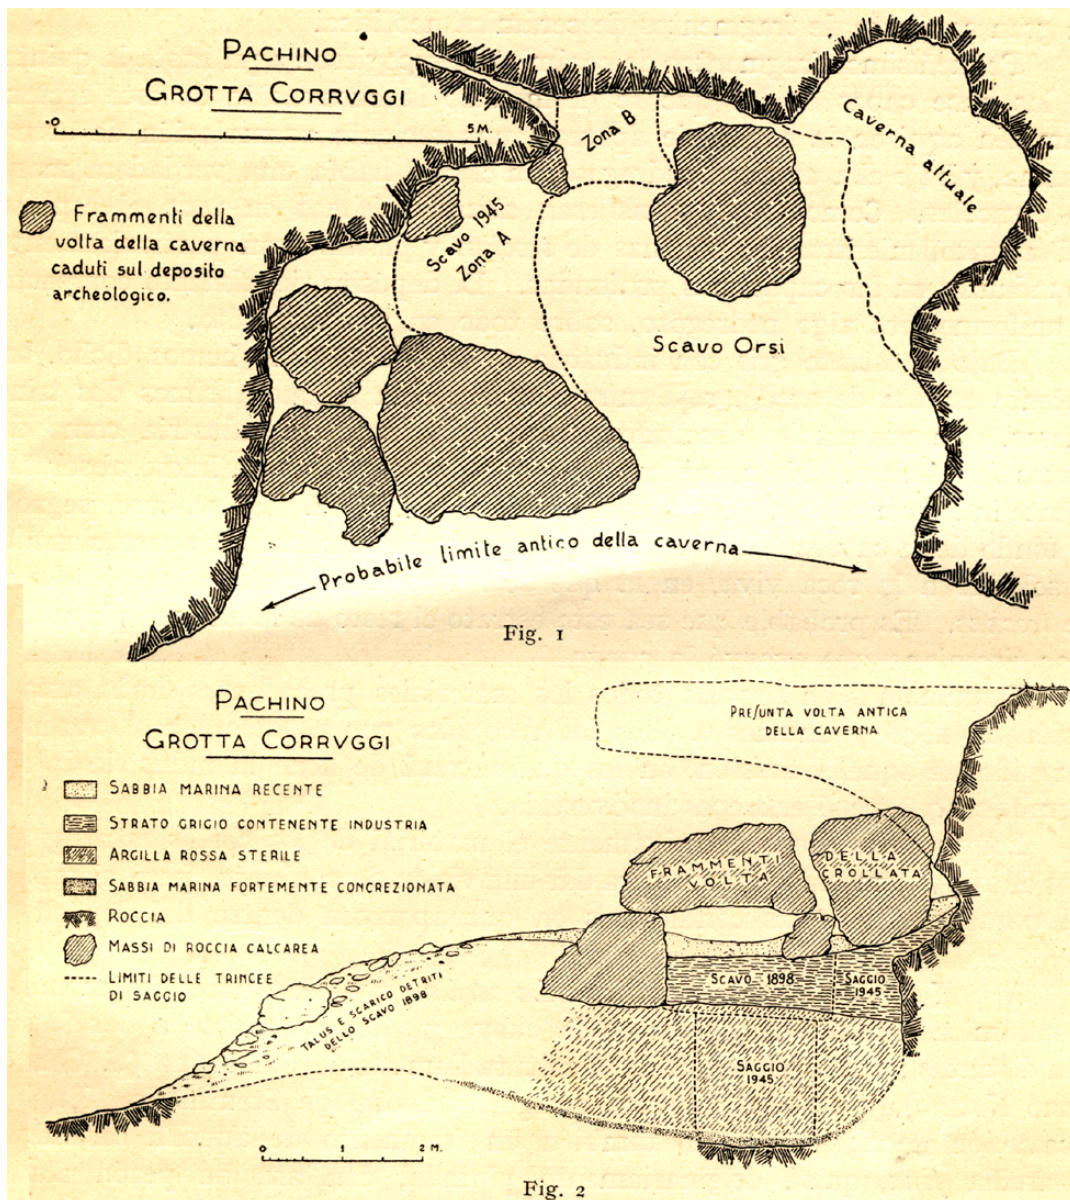 PACHINO
GROTTA CORRVGGI
0
5 M.
Frammenti della
volta della caverna
caduti sul deposito
archeologico.
Zona B
Caverna attuale
Scavo 1945
Zona A
Scavo Orsi
Probabile limite antico della caverna
Fig. 1
PACHINO
GROTTA CORRVGGI
SABBIA MARINA RECENTE
STRATO GRIGIO CONTENENTE INDUSTRIA
ARGILLA ROSSA STERILE
SABBIA MARINA FORTEMENTE CONCREZIONATA
ROCCIA
MASSI DI ROCCIA CALCAREA
LIMITI DELLE TRINCEE
DI SAGGIO
PRESUNTA VOLTA ANTICA
DELLA CAVERNA
FRAMMENTI DELLA
VOLTA CROLLATA
SCAVO 1898
SAGGIO
1945
TALUS E SCARICO DETRITI
DELLO SCAVO 1898
SAGGIO
1945
0 1 2 M.
Fig. 2